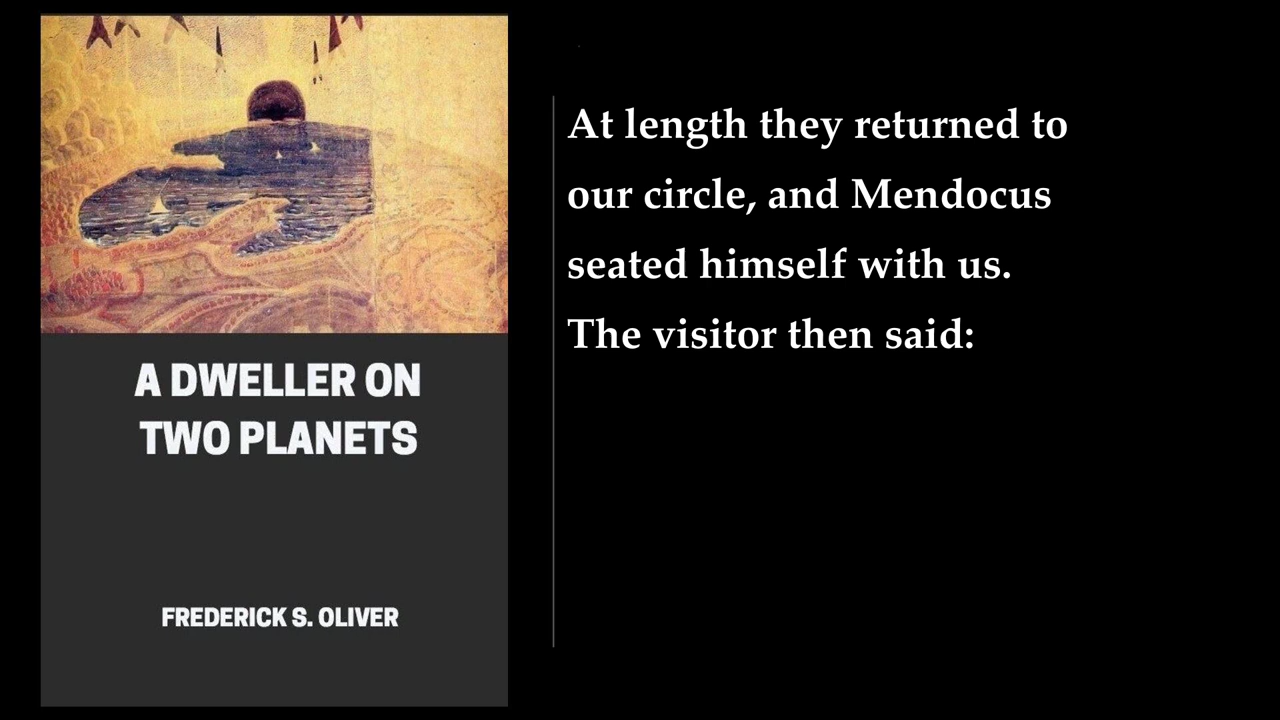 A DWELLER ON
TWO PLANETS
FREDERICK S. OLIVER
At length they returned to
our circle, and Mendocus
seated himself with us.
The visitor then said: